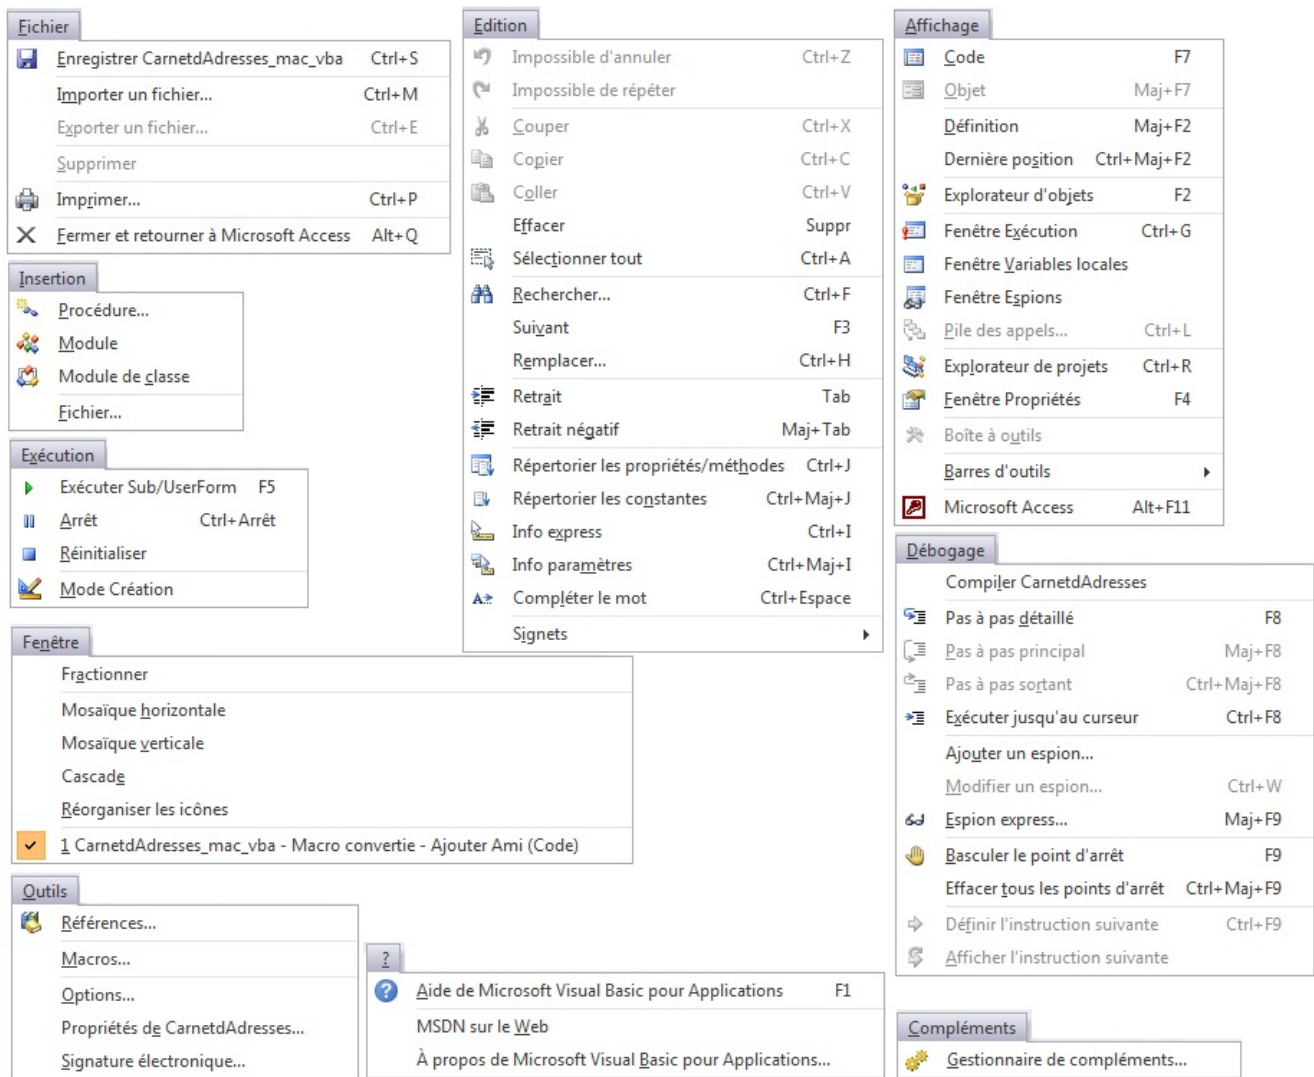 Fichier
Enregistrer CarnetdAdresses_mac_vba Ctrl+S
Importer un fichier... Ctrl+M
Exporter un fichier... Ctrl+E
Supprimer
Imprimer... Ctrl+P
Fermer et retourner à Microsoft Access Alt+Q
Insertion
Procédure...
Module
Module de classe
Fichier...
Exécution
Exécuter Sub/UserForm F5
Arrêt Ctrl+Arrêt
Réinitialiser
Mode Création
Edition
Impossible d'annuler Ctrl+Z
Impossible de répéter
Couper Ctrl+X
Copier Ctrl+C
Coller Ctrl+V
Effacer Suppr
Sélectionner tout Ctrl+A
Rechercher... Ctrl+F
Suivant F3
Remplacer... Ctrl+H
Retrait Tab
Retrait négatif Maj+Tab
Répertorier les propriétés/méthodes Ctrl+J
Répertorier les constantes Ctrl+Maj+J
Info express Ctrl+I
Info paramètres Ctrl+Maj+I
Compléter le mot Ctrl+Espace
Signets
Affichage
Code F7
Objet Maj+F7
Définition Maj+F2
Dernière position Ctrl+Maj+F2
Explorateur d'objets F2
Fenêtre Exécution Ctrl+G
Fenêtre Variables locales
Fenêtre Espions
Pile des appels... Ctrl+L
Explorateur de projets Ctrl+R
Fenêtre Propriétés F4
Boîte à outils
Barres d'outils
Microsoft Access Alt+F11
Débogage
Compiler CarnetdAdresses
Pas à pas détaillé F8
Pas à pas principal Maj+F8
Pas à pas sortant Ctrl+Maj+F8
Exécuter jusqu'au curseur Ctrl+F8
Ajouter un espion...
Modifier un espion... Ctrl+W
Espion express... Maj+F9
Basculer le point d'arrêt F9
Effacer tous les points d'arrêt Ctrl+Maj+F9
Définir l'instruction suivante Ctrl+F9
Afficher l'instruction suivante
Fenêtre
Fractionner
Mosaïque horizontale
Mosaïque verticale
Cascade
Réorganiser les icônes
1 CarnetdAdresses_mac_vba - Macro convertie - Ajouter Ami (Code)
Outils
Références...
Macros...
Options...
Propriétés de CarnetdAdresses...
Signature électronique...
?
Aide de Microsoft Visual Basic pour Applications F1
MSDN sur le Web
À propos de Microsoft Visual Basic pour Applications...
Compléments
Gestionnaire de compléments...